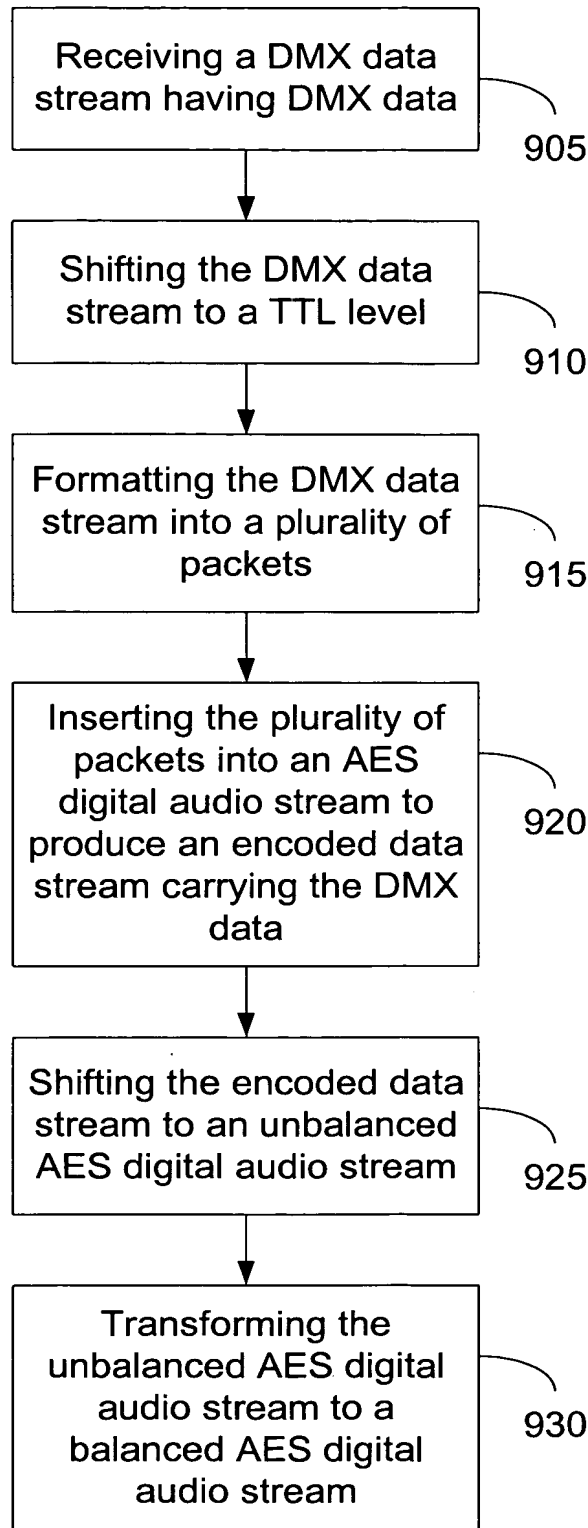 Receiving a DMX data
stream having DMX data
905
Shifting the DMX data
stream to a TTL level
910
Formatting the DMX data
stream into a plurality of
packets
915
Inserting the plurality of
packets into an AES
digital audio stream to
produce an encoded data
stream carrying the DMX
data
920
Shifting the encoded data
stream to an unbalanced
AES digital audio stream
925
Transforming the
unbalanced AES digital
audio stream to a
balanced AES digital
audio stream
930